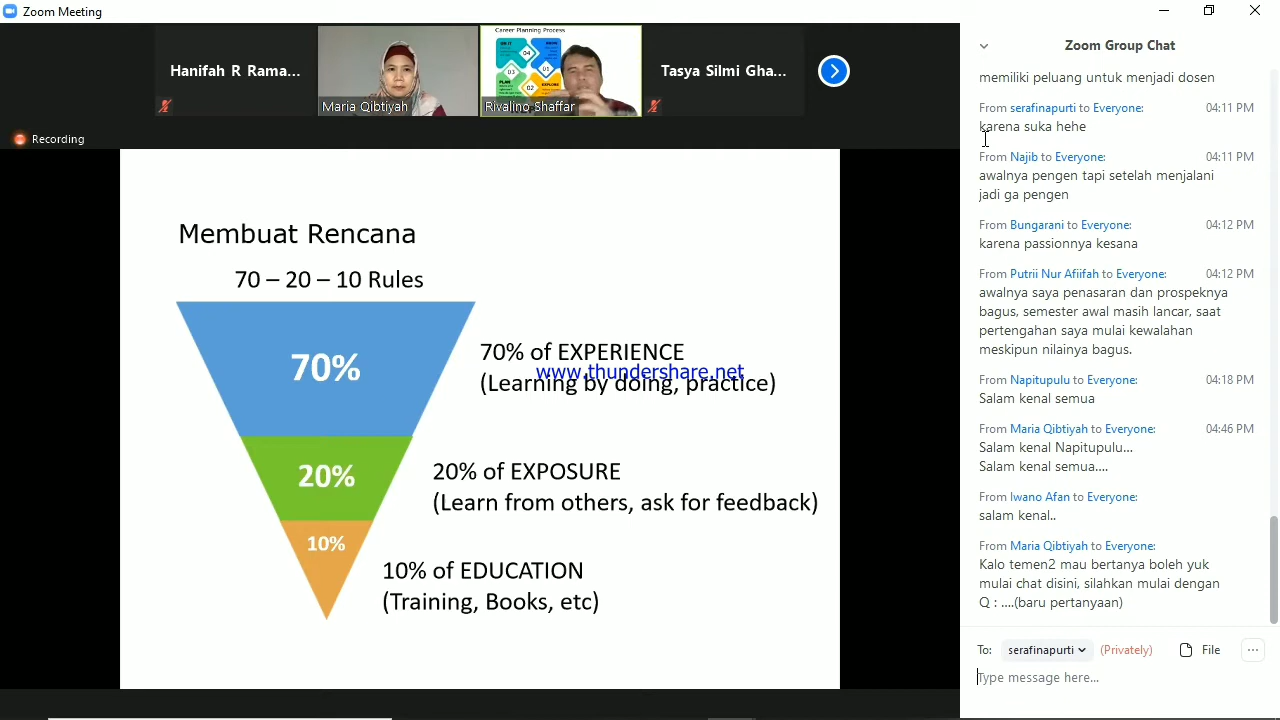 Zoom Meeting
Hanifah R Rama...
Maria Qibtiyah
Career Planning Process
04
03
01
02
PLAN
EXPLORE
Rivalino Shaffar
Tasya Silmi Gha...
Recording
Membuat Rencana
70 – 20 – 10 Rules
70%
70% of EXPERIENCE
(Learning by doing, practice)
www.thundershare.net
20%
20% of EXPOSURE
(Learn from others, ask for feedback)
10%
10% of EDUCATION
(Training, Books, etc)
Zoom Group Chat
memiliki peluang untuk menjadi dosen
From serafinapurti to Everyone: 04:11 PM
karena suka hehe
From Najib to Everyone: 04:11 PM
awalnya pengen tapi setelah menjalani
jadi ga pengen
From Bungarani to Everyone: 04:12 PM
karena passionnya kesana
From Putrii Nur Afiifah to Everyone: 04:12 PM
awalnya saya penasaran dan prospeknya
bagus, semester awal masih lancar, saat
pertengahan saya mulai kewalahan
meskipun nilainya bagus.
From Napitupulu to Everyone: 04:18 PM
Salam kenal semua
From Maria Qibtiyah to Everyone: 04:46 PM
Salam kenal Napitupulu...
Salam kenal semua....
From Iwano Afan to Everyone:
salam kenal..
From Maria Qibtiyah to Everyone:
Kalo temen2 mau bertanya boleh yuk
mulai chat disini, silahkan mulai dengan
Q : ....(baru pertanyaan)
To: serafinapurti (Privately) File
Type message here...